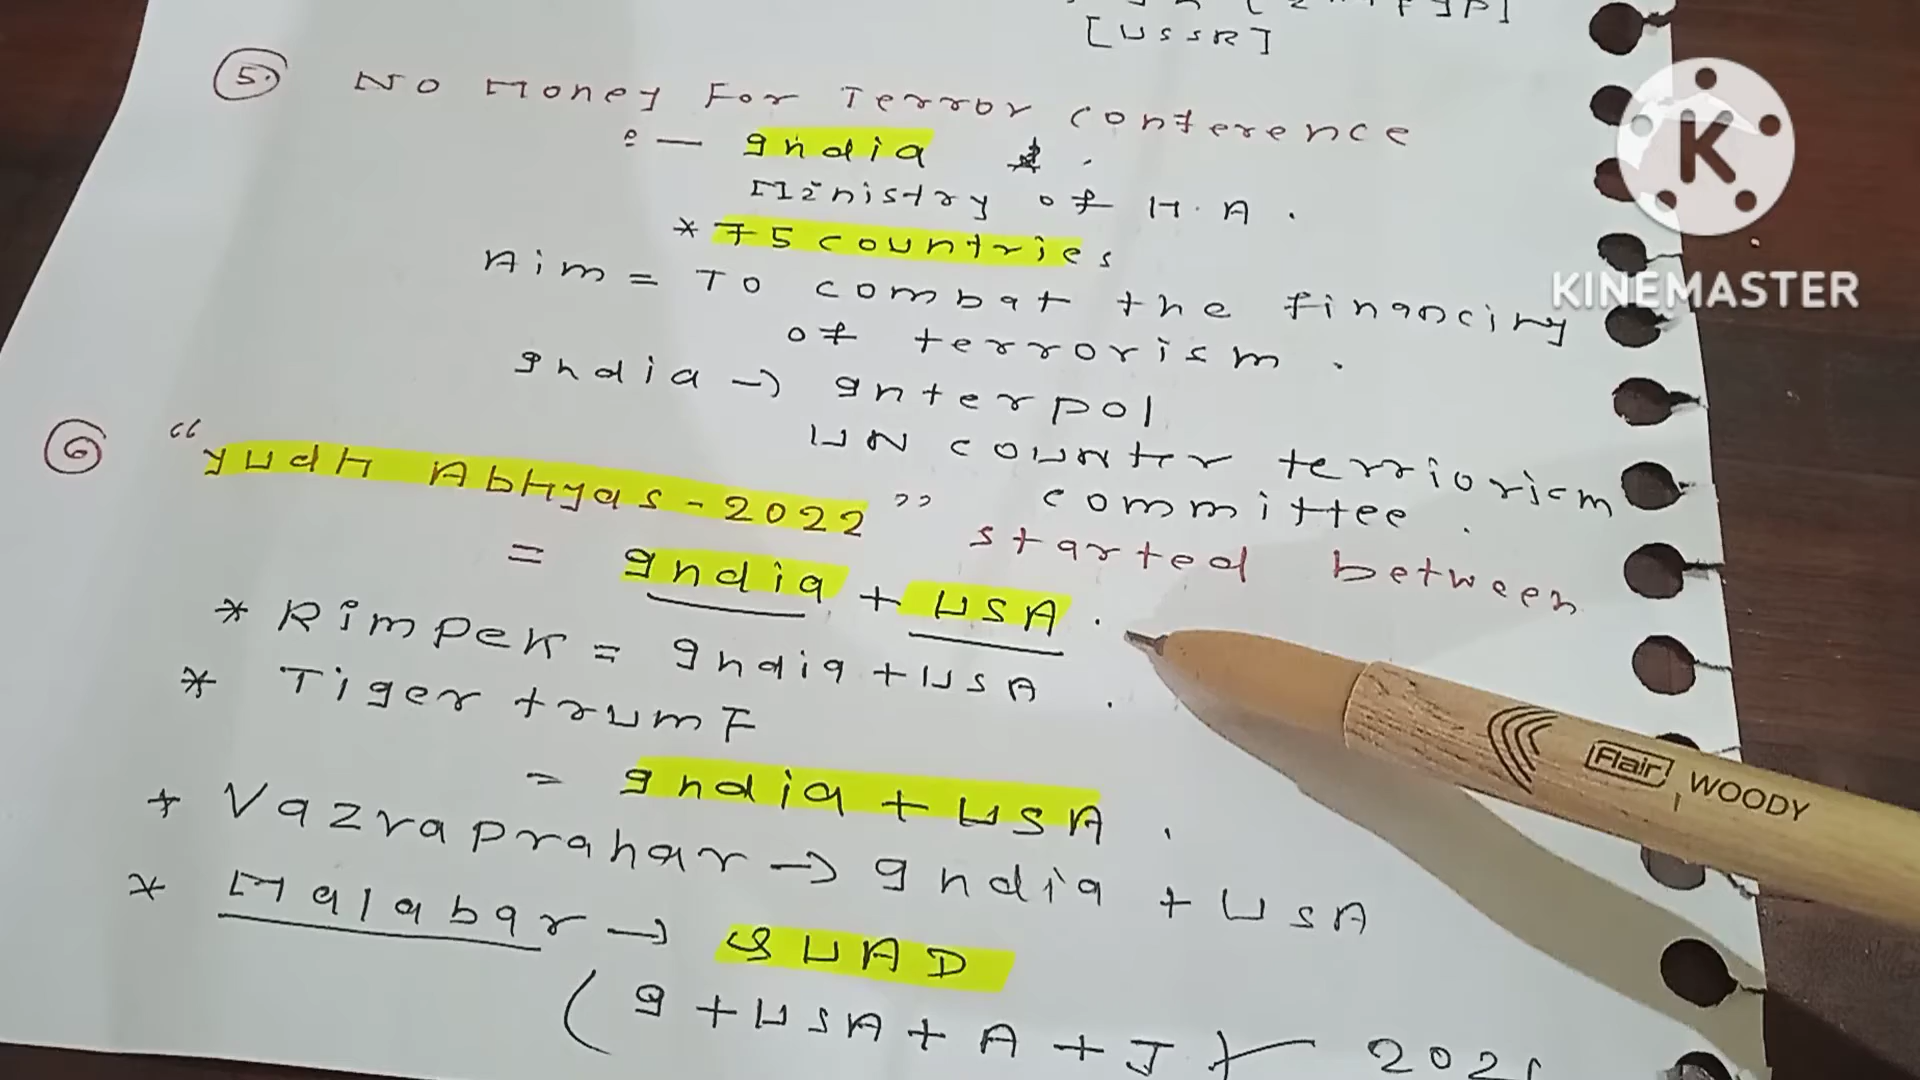 [USSR]
5. No Money For Terror Conference
:- India
Ministry of H.A.
* 75 countries
Aim = To combat the financing
of terrorism.
India → Interpol
UN counter terriorism
committee.
6 "Yudh Abhyas-2022" started between
= India + USA.
* Rimpek = India + USA.
* Tiger trumF
= India + USA.
* Vazraprahar → India + USA
* Malabar → QUAD
(I + USA + A + J)
K
KINEMASTER
Flair WOODY